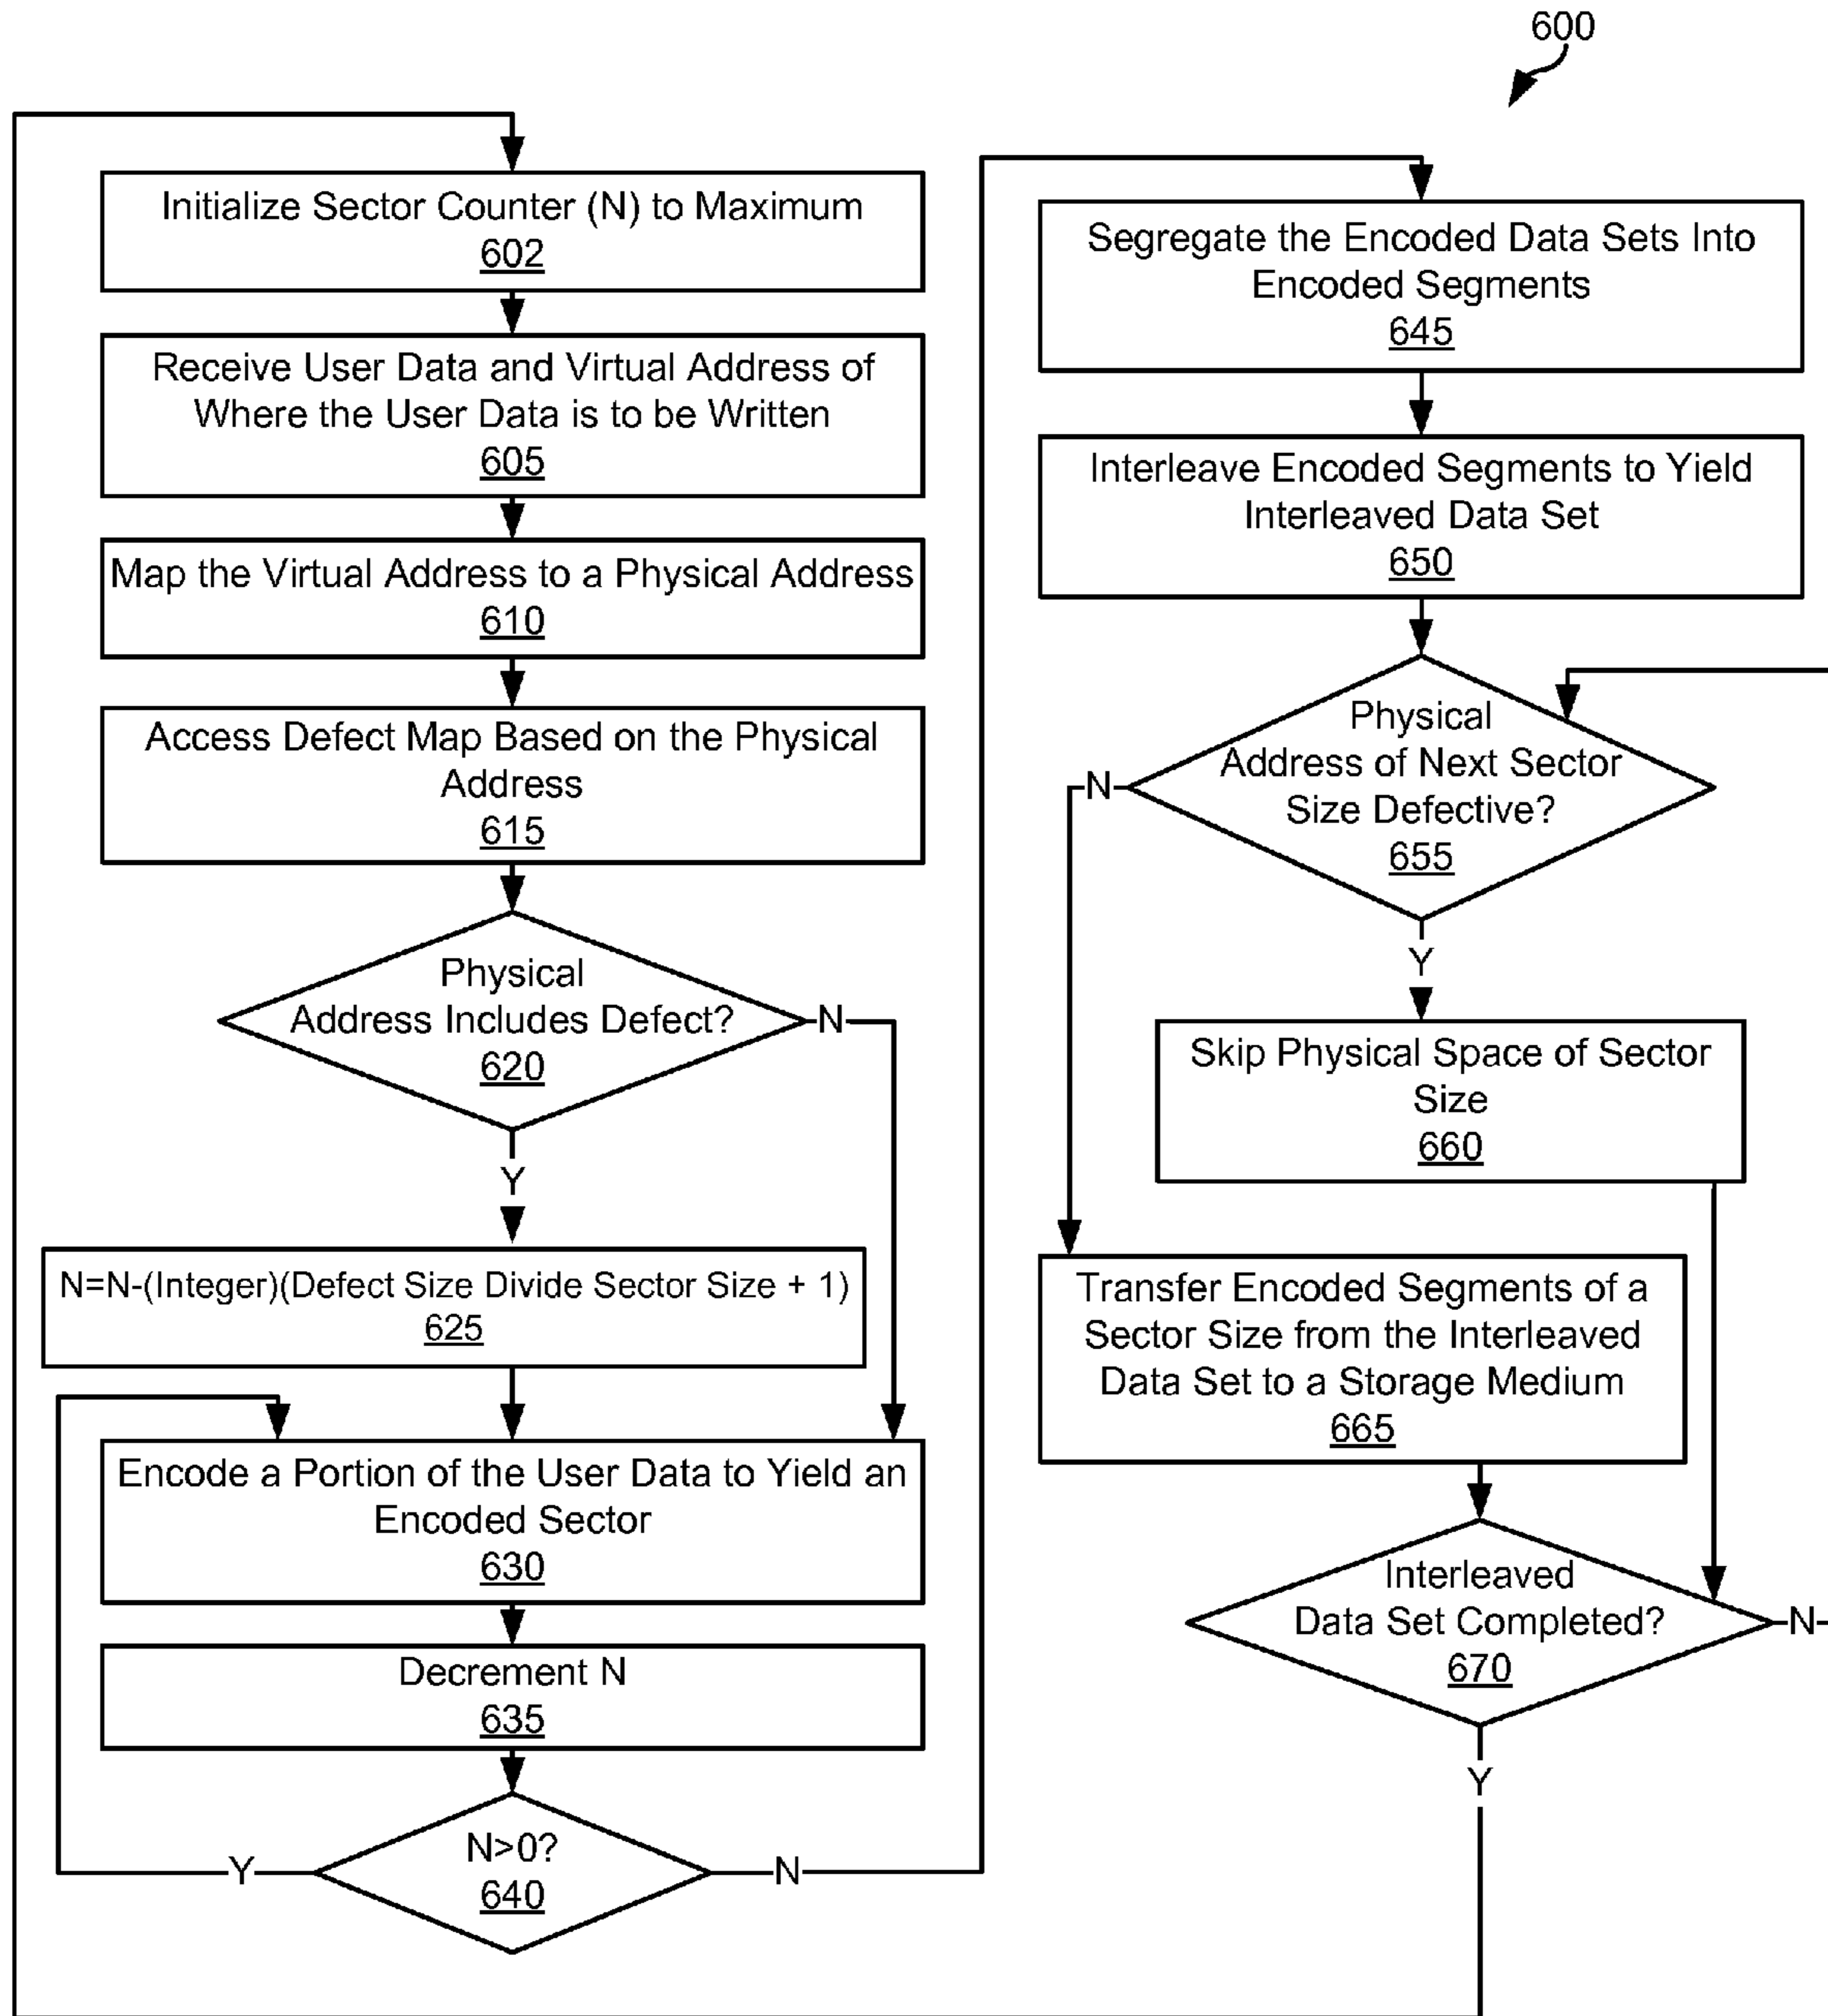 600
Initialize Sector Counter (N) to Maximum
602
Receive User Data and Virtual Address of
Where the User Data is to be Written
605
Map the Virtual Address to a Physical Address
610
Access Defect Map Based on the Physical
Address
615
Physical
Address Includes Defect?
620
N
Y
N=N-(Integer)(Defect Size Divide Sector Size + 1)
625
Encode a Portion of the User Data to Yield an
Encoded Sector
630
Decrement N
635
N>0?
640
Y
N
Segregate the Encoded Data Sets Into
Encoded Segments
645
Interleave Encoded Segments to Yield
Interleaved Data Set
650
Physical
Address of Next Sector
Size Defective?
655
N
Y
Skip Physical Space of Sector
Size
660
Transfer Encoded Segments of a
Sector Size from the Interleaved
Data Set to a Storage Medium
665
Interleaved
Data Set Completed?
670
N
Y